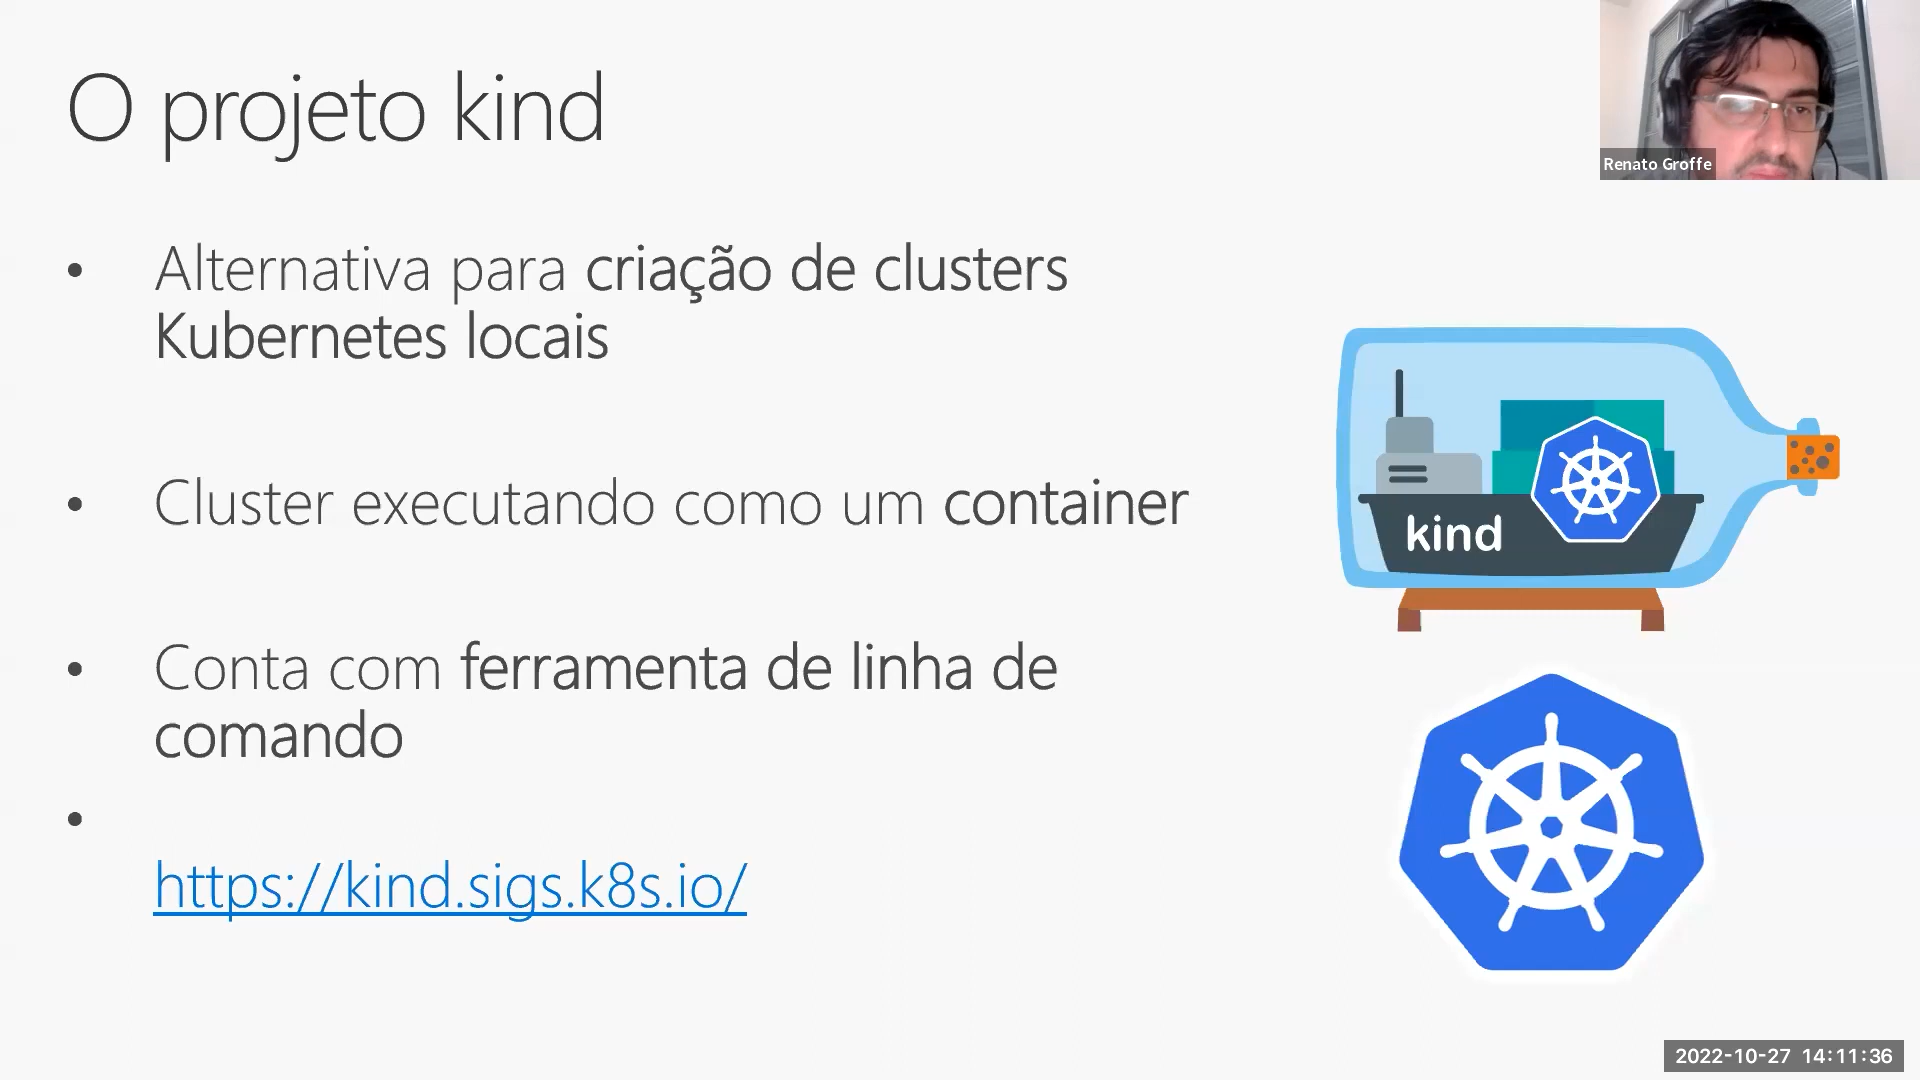 O projeto kind
Renato Groffe
• Alternativa para criação de clusters
Kubernetes locais
• Cluster executando como um container
kind
• Conta com ferramenta de linha de
comando
•
https://kind.sigs.k8s.io/
2022-10-27 14:11:36